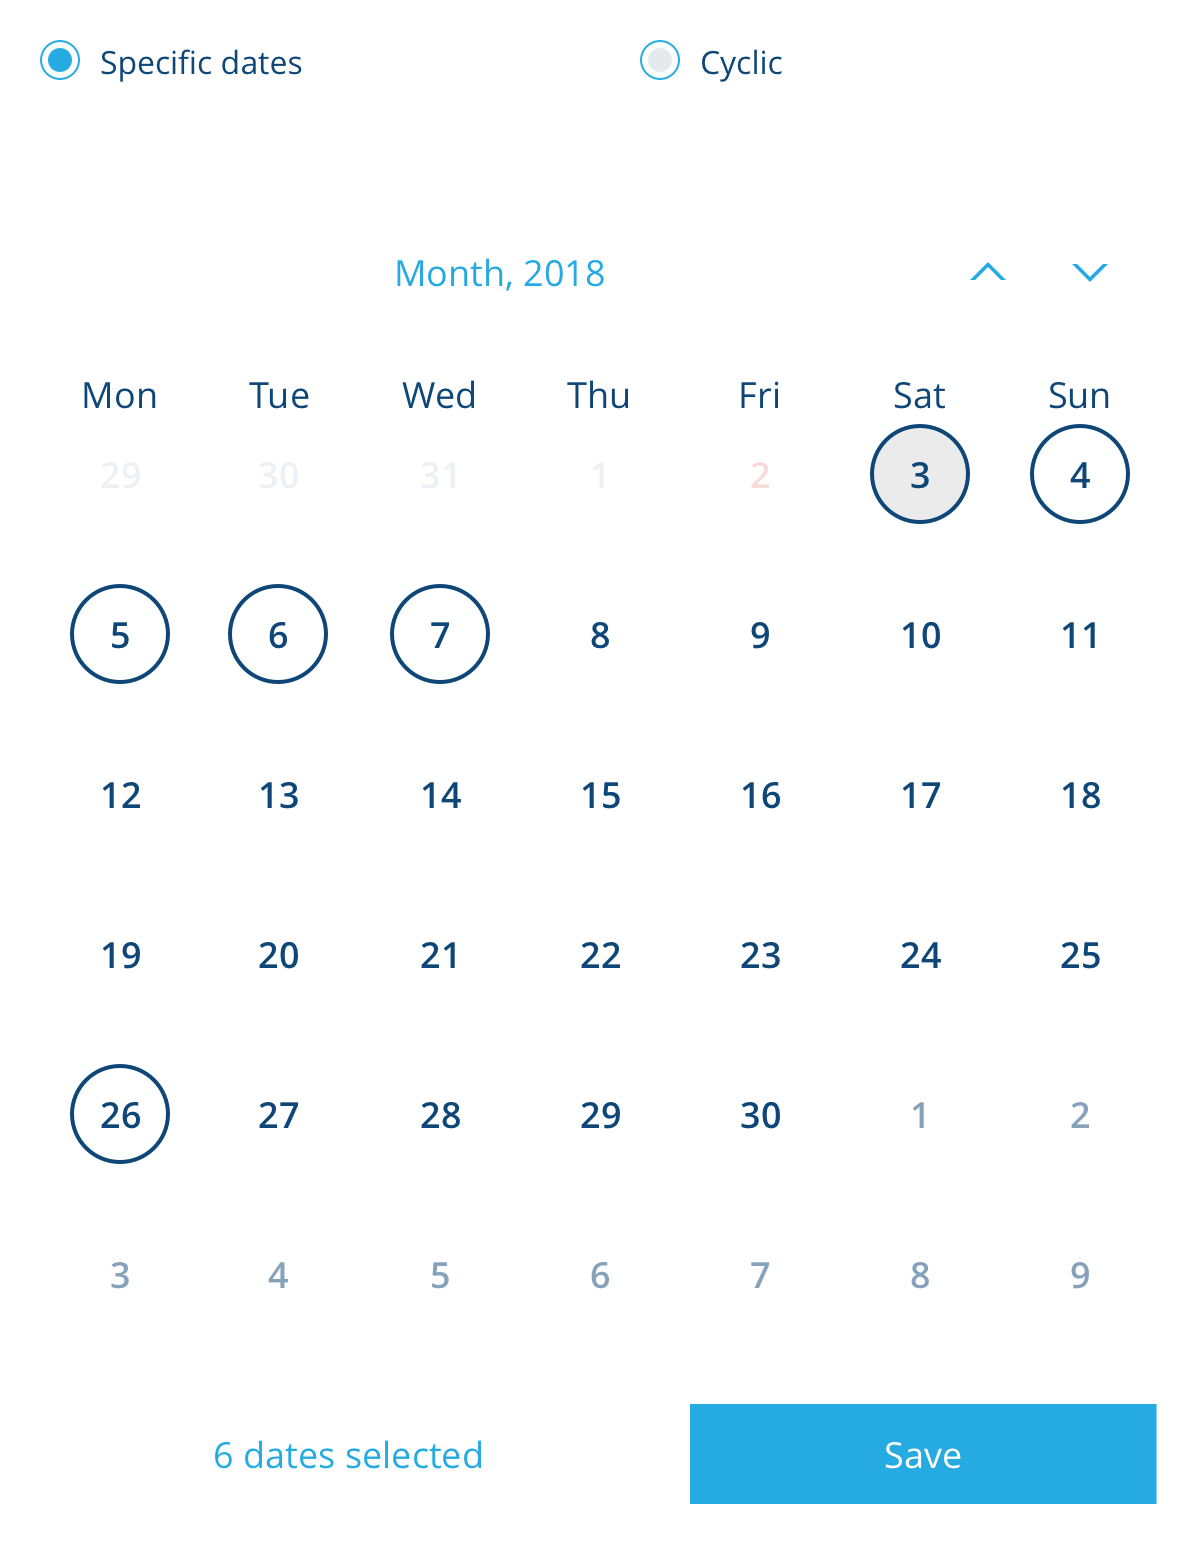 Specific dates Cyclic
Month, 2018
Mon Tue Wed Thu Fri Sat Sun
29 30 31 1 2 3 4
5 6 7 8 9 10 11
12 13 14 15 16 17 18
19 20 21 22 23 24 25
26 27 28 29 30 1 2
3 4 5 6 7 8 9
6 dates selected Save